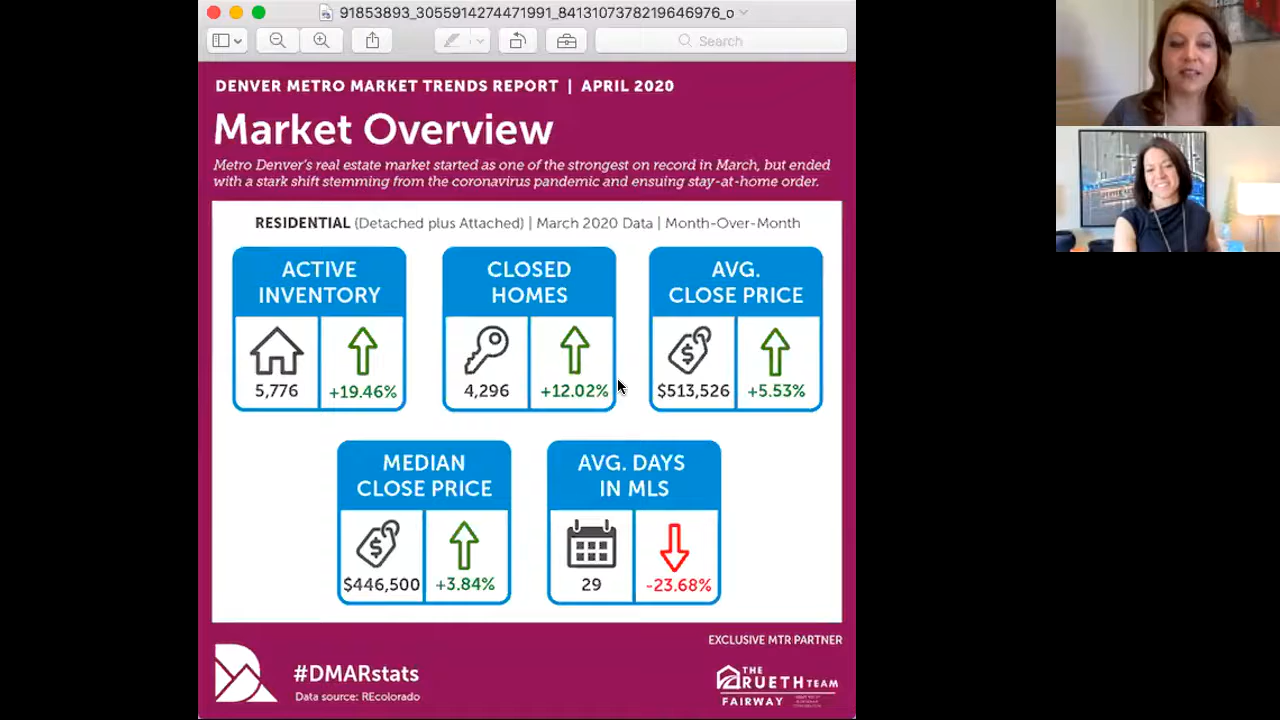 91853893_3055914274471991_8413107378219646976_o
Search
DENVER METRO MARKET TRENDS REPORT | APRIL 2020
Market Overview
Metro Denver's real estate market started as one of the strongest on record in March, but ended
with a stark shift stemming from the coronavirus pandemic and ensuing stay-at-home order.
RESIDENTIAL (Detached plus Attached) | March 2020 Data | Month-Over-Month
ACTIVE
INVENTORY
5,776
+19.46%
CLOSED
HOMES
4,296
+12.02%
AVG.
CLOSE PRICE
$513,526
+5.53%
MEDIAN
CLOSE PRICE
$446,500
+3.84%
AVG. DAYS
IN MLS
29
-23.68%
EXCLUSIVE MTR PARTNER
#DMARstats
Data source: REcolorado
THE
RUETH TEAM
FAIRWAY